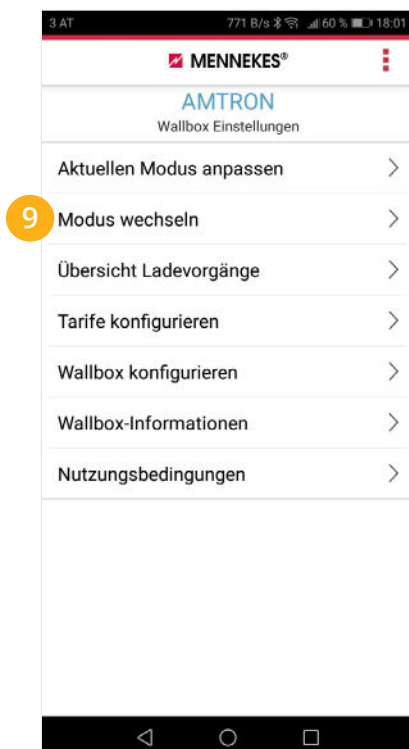 3 AT 771 B/s 60 % 18:01
MENNEKES®
AMTRON
Wallbox Einstellungen
Aktuellen Modus anpassen
9 Modus wechseln
Übersicht Ladevorgänge
Tarife konfigurieren
Wallbox konfigurieren
Wallbox-Informationen
Nutzungsbedingungen